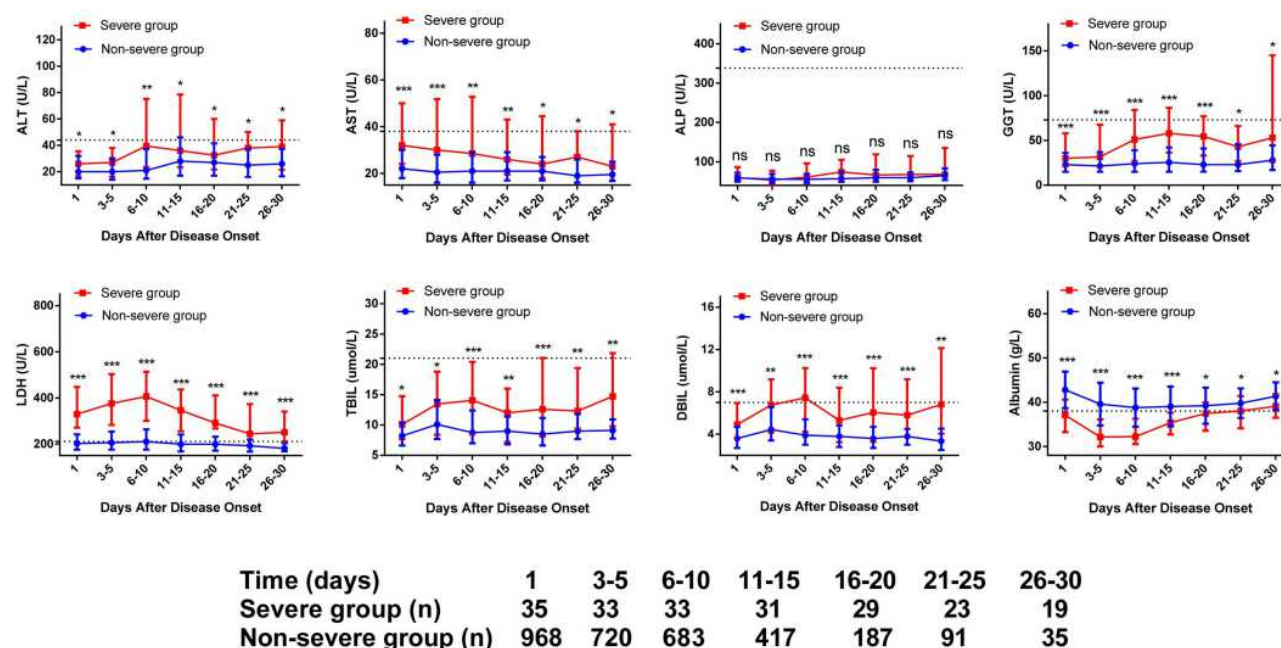 Severe group
Non-severe group
ALT (U/L)
120
100
80
60
40
20
* * ** * * * *
1 3-5 6-10 11-15 16-20 21-25 26-30
Days After Disease Onset
Severe group
Non-severe group
AST (U/L)
80
60
40
20
*** *** ** ** * * *
1 3-5 6-10 11-15 16-20 21-25 26-30
Days After Disease Onset
Severe group
Non-severe group
ALP (U/L)
400
300
200
100
ns ns ns ns ns ns ns
1 3-5 6-10 11-15 16-20 21-25 26-30
Days After Disease Onset
Severe group
Non-severe group
GGT (U/L)
150
100
50
0
*** *** *** *** *** * *
1 3-5 6-10 11-15 16-20 21-25 26-30
Days After Disease Onset
Severe group
Non-severe group
LDH (U/L)
800
600
400
200
*** *** *** *** *** *** ***
1 3-5 6-10 11-15 16-20 21-25 26-30
Days After Disease Onset
Severe group
Non-severe group
TBIL (umol/L)
30
25
20
15
10
5
* * *** ** *** ** **
1 3-5 6-10 11-15 16-20 21-25 26-30
Days After Disease Onset
Severe group
Non-severe group
DBIL (umol/L)
16
12
8
4
*** ** *** *** *** *** **
1 3-5 6-10 11-15 16-20 21-25 26-30
Days After Disease Onset
Severe group
Non-severe group
Albumin (g/L)
60
50
40
30
*** *** *** *** * * *
1 3-5 6-10 11-15 16-20 21-25 26-30
Days After Disease Onset
Time (days) 1 3-5 6-10 11-15 16-20 21-25 26-30
Severe group (n) 35 33 33 31 29 23 19
Non-severe group (n) 968 720 683 417 187 91 35